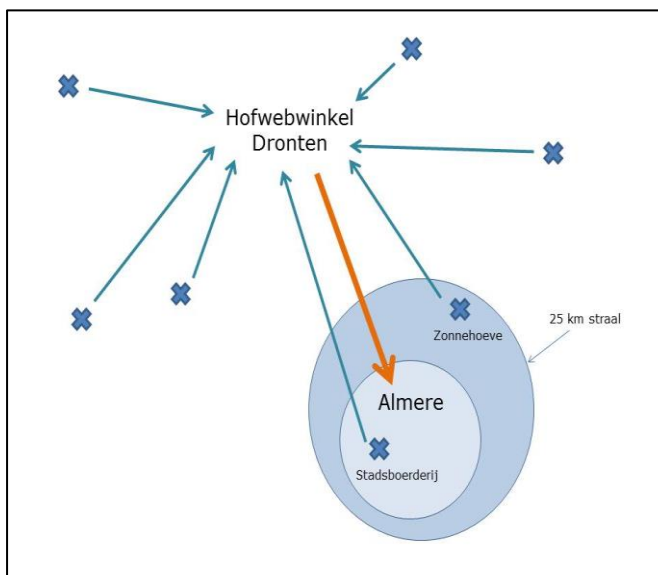 Hofwebwinkel
Dronten
25 km straal
Zonnehoeve
Almere
Stadsboerderij